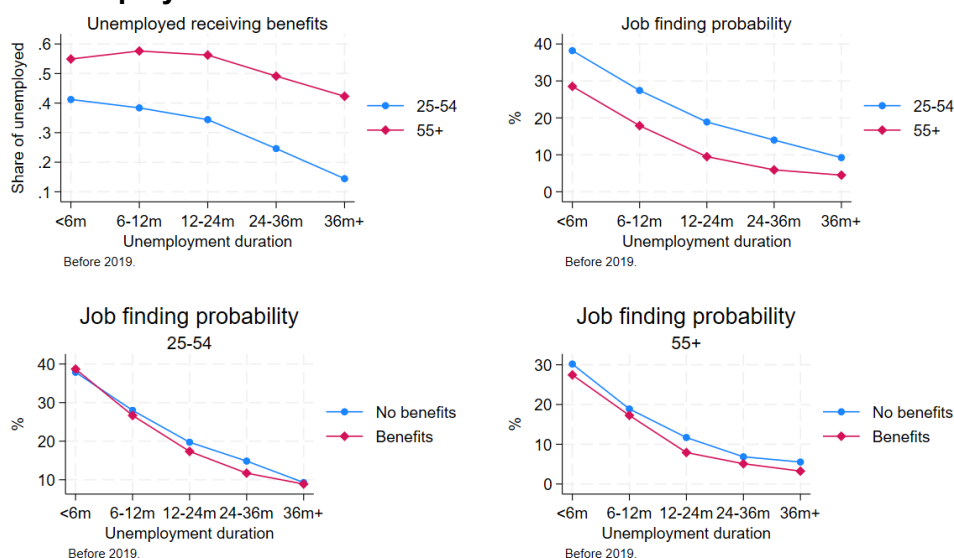 Unemployed receiving benefits
Share of unemployed
.6
.5
.4
.3
.2
.1
<6m 6-12m 12-24m 24-36m 36m+
Unemployment duration
Before 2019.
25-54
55+
Job finding probability
%
40
30
20
10
0
<6m 6-12m 12-24m 24-36m 36m+
Unemployment duration
Before 2019.
25-54
55+
Job finding probability
25-54
%
40
30
20
10
<6m 6-12m 12-24m 24-36m 36m+
Unemployment duration
Before 2019.
No benefits
Benefits
Job finding probability
55+
%
30
20
10
0
<6m 6-12m 12-24m 24-36m 36m+
Unemployment duration
Before 2019.
No benefits
Benefits